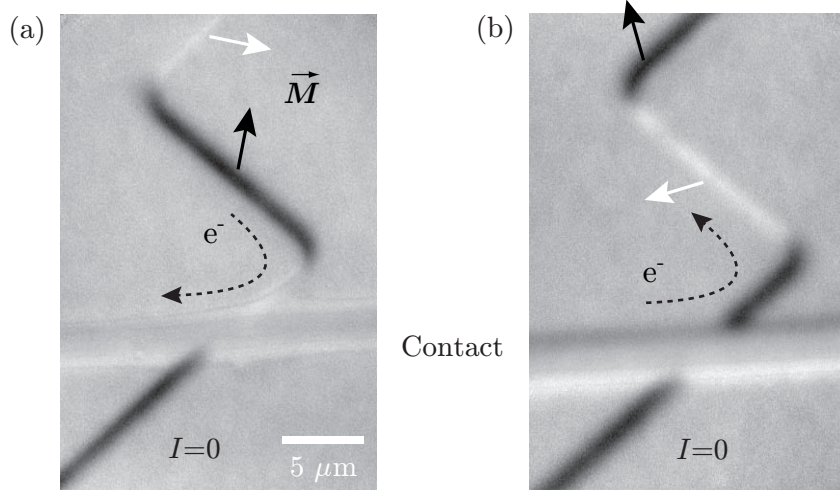 (a)
M
e-
I=0
5 μm
Contact
(b)
e-
I=0